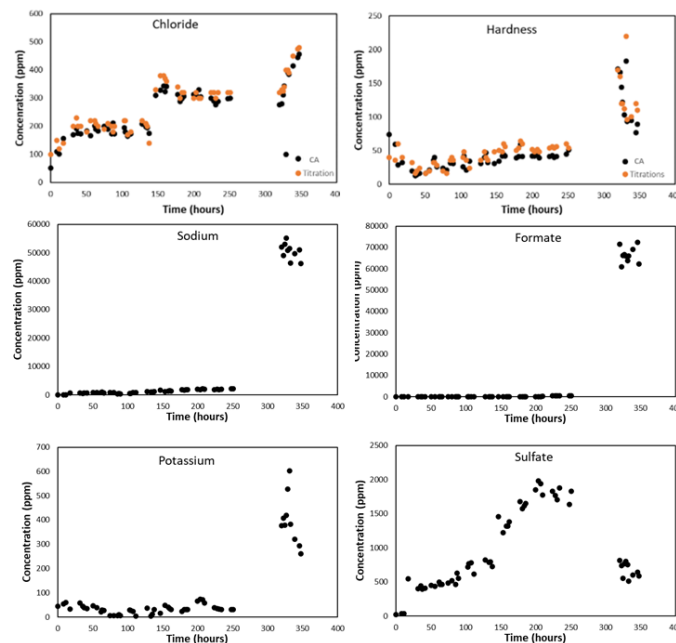 Chloride
Concentration (ppm)
600
500
400
300
200
100
0
0 50 100 150 200 250 300 350 40
Time (hours)
CA
Titration
Hardness
Concentration (ppm)
250
200
150
100
50
0
0 50 100 150 200 250 300 350 40
Time (hours)
CA
Titrations
Sodium
Concentration (ppm)
60000
50000
40000
30000
20000
10000
0
0 50 100 150 200 250 300 350 400
Time (hours)
Formate
Concentration (ppm)
80000
70000
60000
50000
40000
30000
20000
10000
0
0 50 100 150 200 250 300 350 400
Time (hours)
Potassium
Concentration (ppm)
700
600
500
400
300
200
100
0
0 50 100 150 200 250 300 350 400
Time (hours)
Sulfate
Concentration (ppm)
2500
2000
1500
1000
500
0
0 50 100 150 200 250 300 350 400
Time (hours)